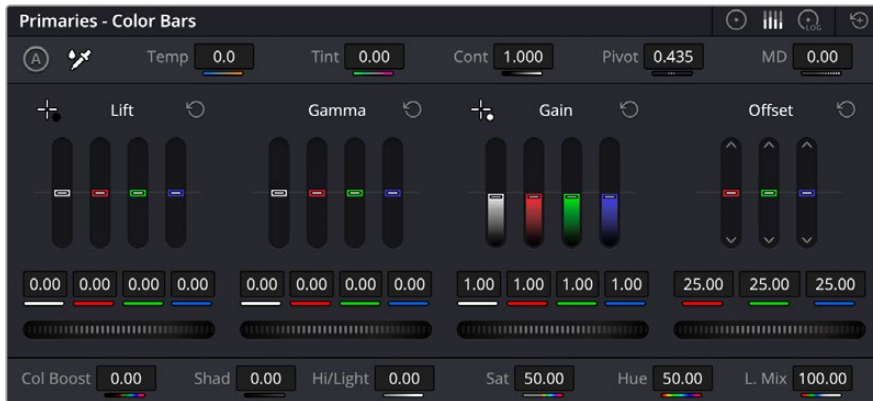 Primaries - Color Bars
LOG
A Temp 0.0 Tint 0.00 Cont 1.000 Pivot 0.435 MD 0.00
Lift Gamma Gain Offset
0.00 0.00 0.00 0.00 0.00 0.00 0.00 0.00 1.00 1.00 1.00 1.00 25.00 25.00 25.00
Col Boost 0.00 Shad 0.00 Hi/Light 0.00 Sat 50.00 Hue 50.00 L. Mix 100.00